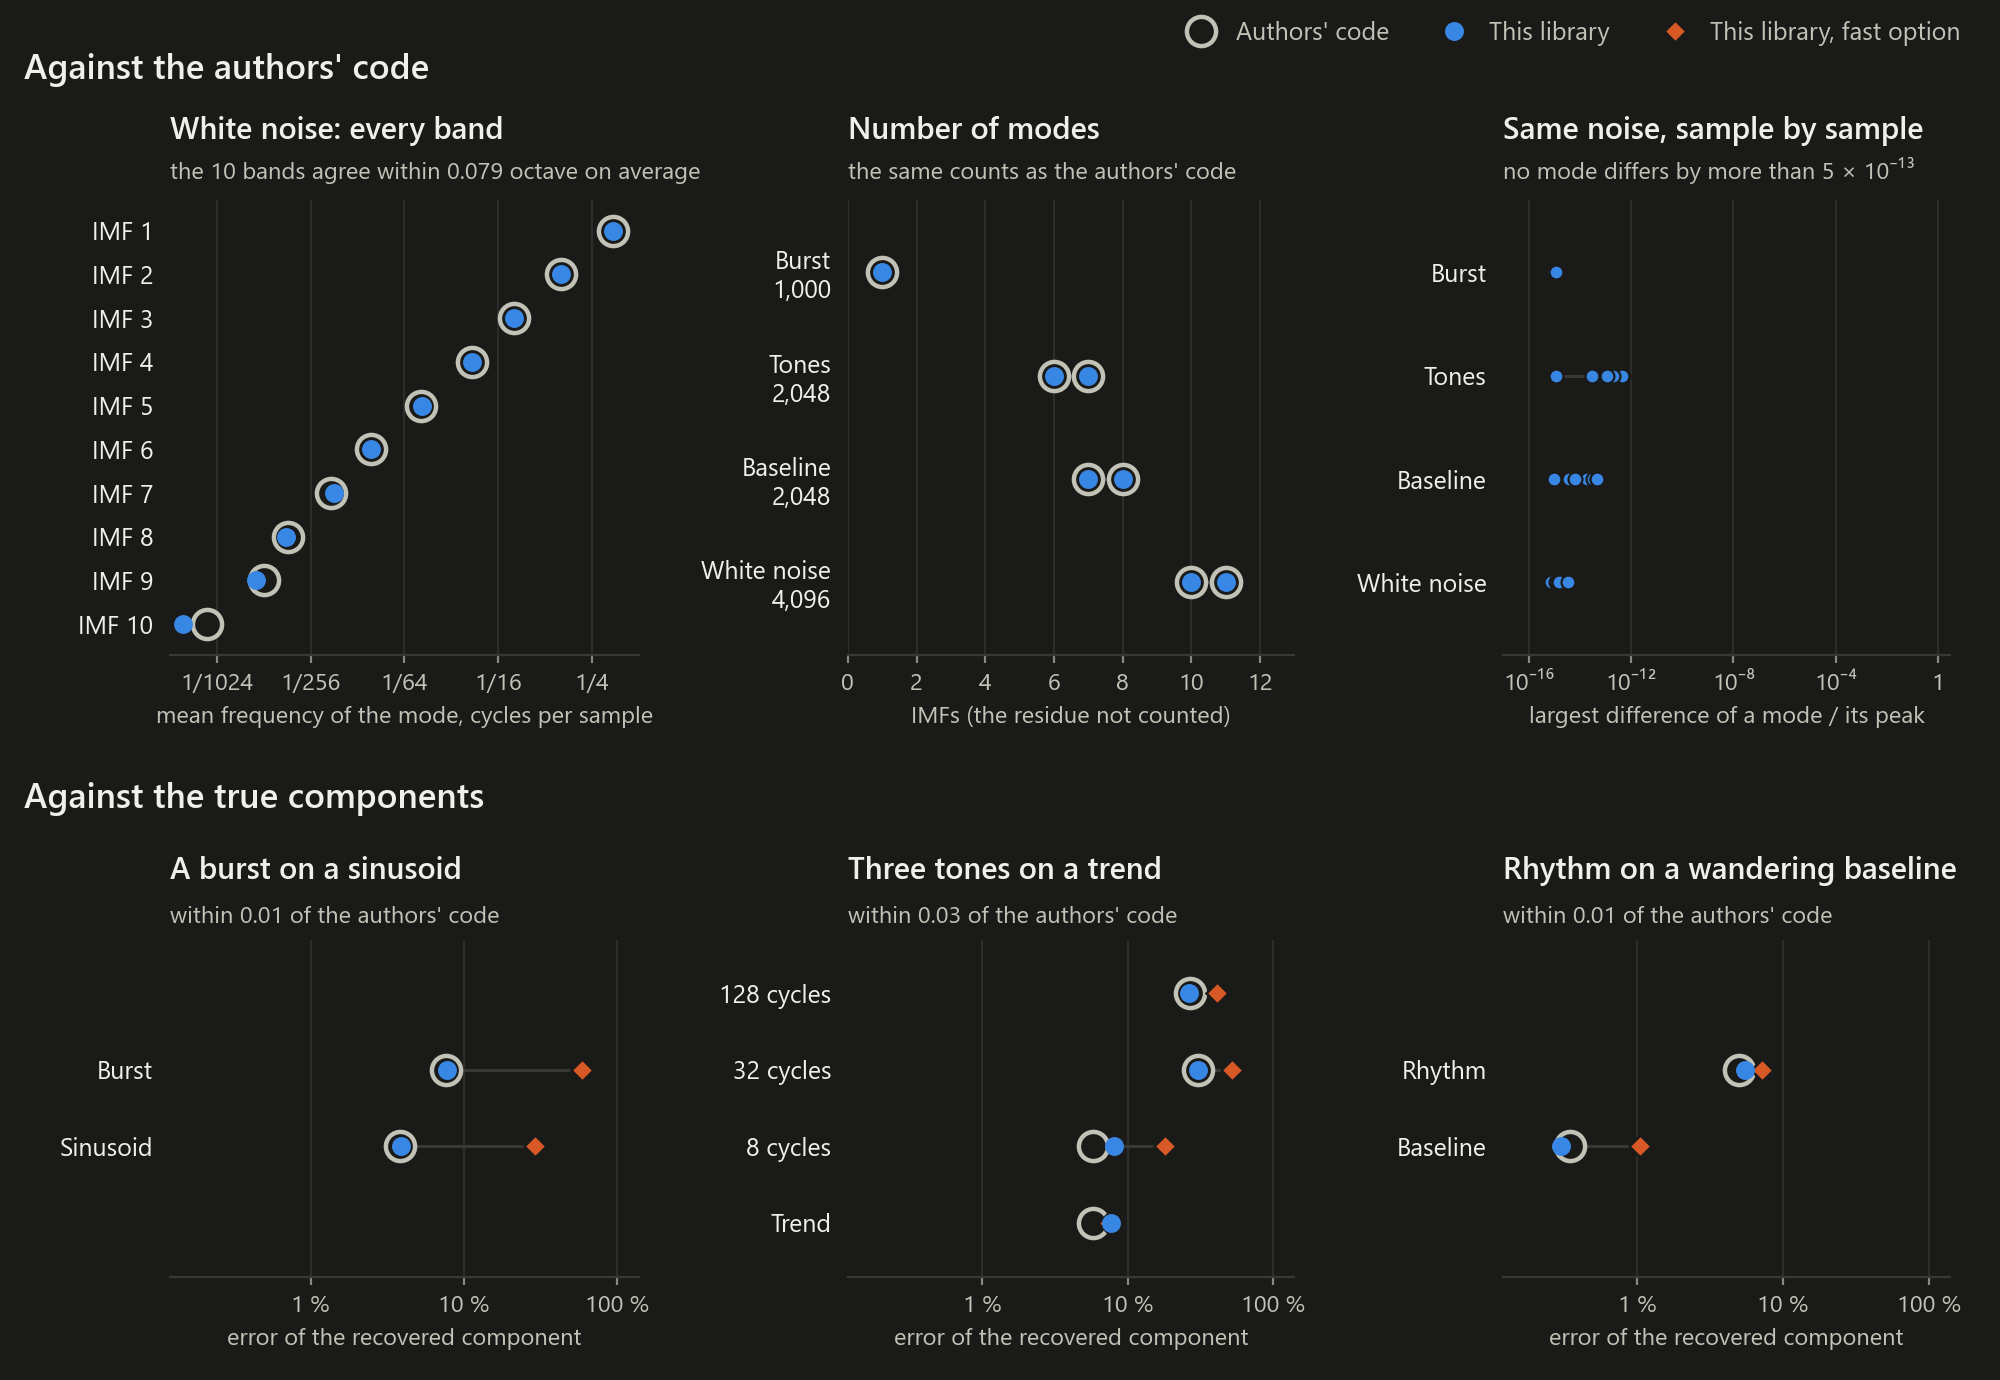 Authors' code
This library
This library, fast option
Against the authors' code
White noise: every band
the 10 bands agree within 0.079 octave on average
IMF 1
IMF 2
IMF 3
IMF 4
IMF 5
IMF 6
IMF 7
IMF 8
IMF 9
IMF 10
1/1024 1/256 1/64 1/16 1/4
mean frequency of the mode, cycles per sample
Number of modes
the same counts as the authors' code
Burst
1,000
Tones
2,048
Baseline
2,048
White noise
4,096
0 2 4 6 8 10 12
IMFs (the residue not counted)
Same noise, sample by sample
no mode differs by more than 5 × 10⁻¹³
Burst
Tones
Baseline
White noise
10⁻¹⁶ 10⁻¹² 10⁻⁸ 10⁻⁴ 1
largest difference of a mode / its peak
Against the true components
A burst on a sinusoid
within 0.01 of the authors' code
Burst
Sinusoid
1 % 10 % 100 %
error of the recovered component
Three tones on a trend
within 0.03 of the authors' code
128 cycles
32 cycles
8 cycles
Trend
1 % 10 % 100 %
error of the recovered component
Rhythm on a wandering baseline
within 0.01 of the authors' code
Rhythm
Baseline
1 % 10 % 100 %
error of the recovered component